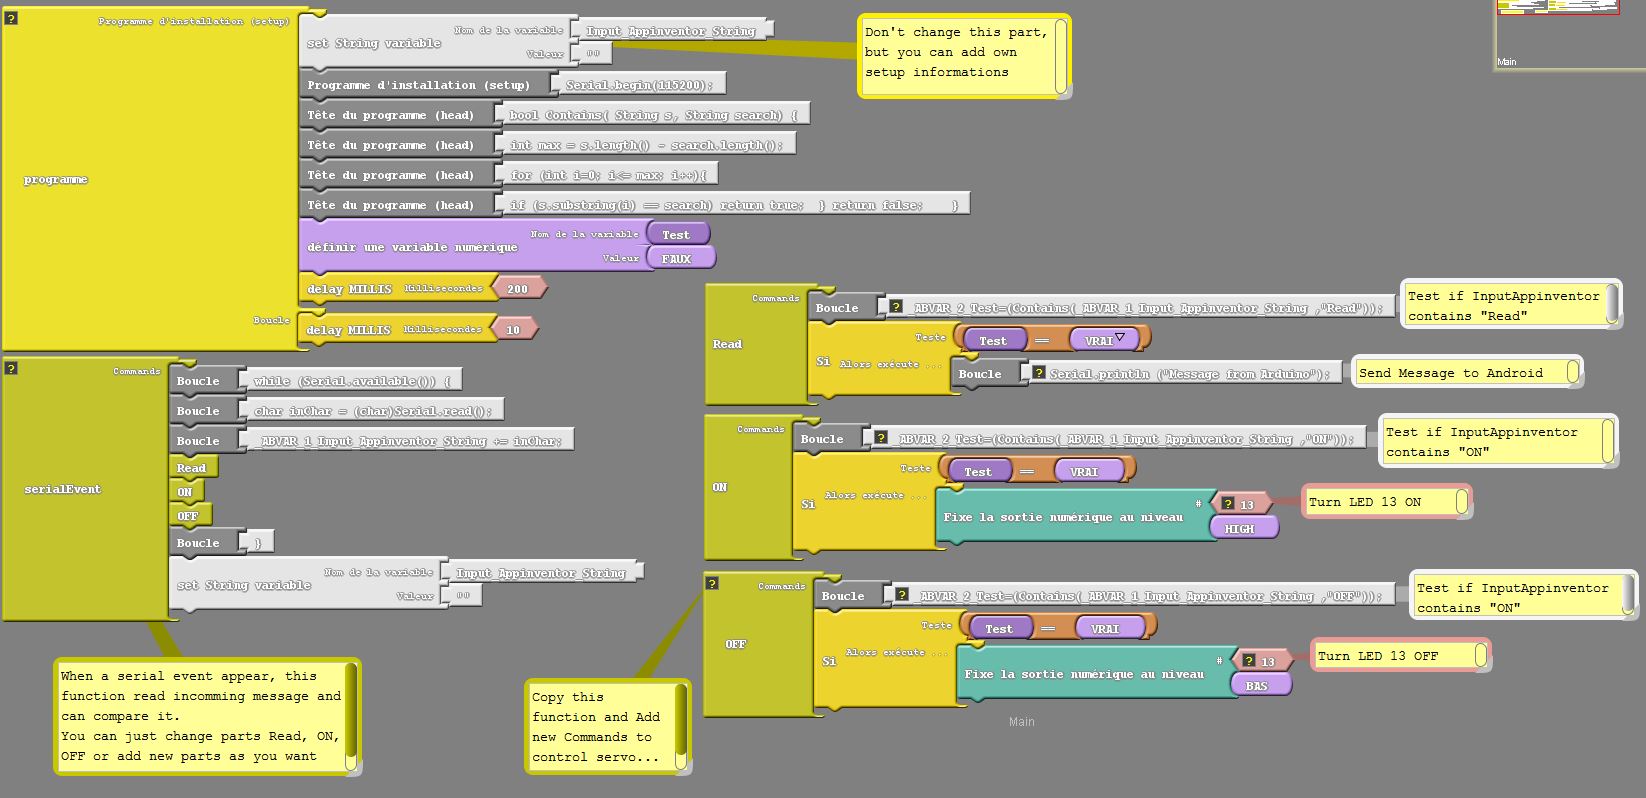 Programme d'installation (setup)
programme
Boucle
set String variable
Nom de la variable
Input_Appinventor_String
Valeur
""
Programme d'installation (setup)
Serial.begin(115200);
Tête du programme (head)
bool Contains( String s, String search) {
Tête du programme (head)
int max = s.length() - search.length();
Tête du programme (head)
for (int i=0; i<= max; i++){
Tête du programme (head)
if (s.substring(i) == search) return true;  } return false;    }
définir une variable numérique
Nom de la variable
Test
Valeur
FAUX
delay MILLIS
Millisecondes
200
delay MILLIS
Millisecondes
10
Don't change this part,
but you can add own
setup informations
Main
serialEvent
Commands
Boucle
while (Serial.available()) {
Boucle
char inChar = (char)Serial.read();
Boucle
_ABVAR_1_Input_Appinventor_String += inChar;
Read
ON
OFF
Boucle
}
set String variable
Nom de la variable
Input_Appinventor_String
Valeur
""
When a serial event appear, this
function read incomming message and
can compare it.
You can just change parts Read, ON,
OFF or add new parts as you want
Read
Commands
Boucle
_ABVAR_2_Test=(Contains(_ABVAR_1_Input_Appinventor_String ,"Read"));
Test if InputAppinventor
contains "Read"
Si
Teste
Test
==
VRAI
Alors exécute ...
Boucle
Serial.println ("Message from Arduino");
Send Message to Android
ON
Commands
Boucle
_ABVAR_2_Test=(Contains(_ABVAR_1_Input_Appinventor_String ,"ON"));
Test if InputAppinventor
contains "ON"
Si
Teste
Test
==
VRAI
Alors exécute ...
Fixe la sortie numérique au niveau
#
13
HIGH
Turn LED 13 ON
OFF
Commands
Boucle
_ABVAR_2_Test=(Contains(_ABVAR_1_Input_Appinventor_String ,"OFF"));
Test if InputAppinventor
contains "ON"
Si
Teste
Test
==
VRAI
Alors exécute ...
Fixe la sortie numérique au niveau
#
13
BAS
Turn LED 13 OFF
Copy this
function and Add
new Commands to
control servo...
Main